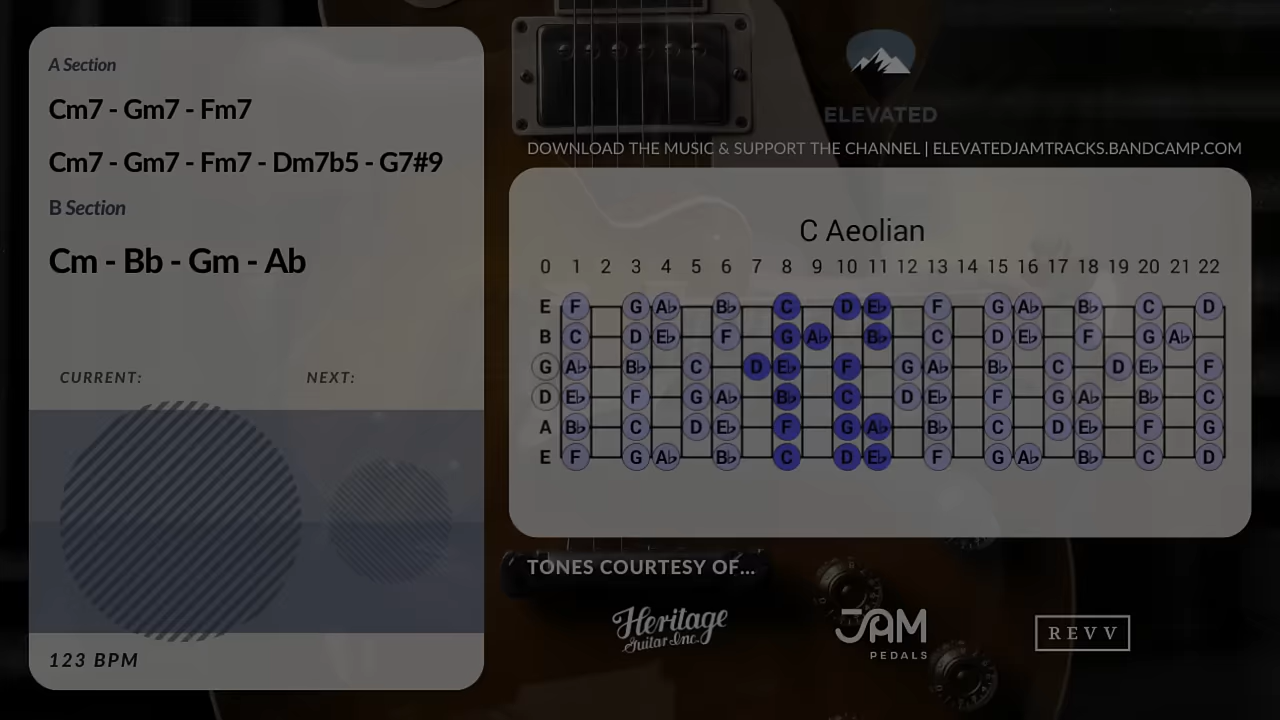 A Section
Cm7 - Gm7 - Fm7
Cm7 - Gm7 - Fm7 - Dm7b5 - G7#9
B Section
Cm - Bb - Gm - Ab
CURRENT: NEXT:
123 BPM
ELEVATED
DOWNLOAD THE MUSIC & SUPPORT THE CHANNEL | ELEVATEDJAMTRACKS.BANDCAMP.COM
C Aeolian
0 1 2 3 4 5 6 7 8 9 10 11 12 13 14 15 16 17 18 19 20 21 22
E F G A♭ B♭ C D E♭ F G A♭ B♭ C D
B C D E♭ F G A♭ B♭ C D E♭ F G A♭
G A♭ B♭ C D E♭ F G A♭ B♭ C D E♭ F
D E♭ F G A♭ B♭ C D E♭ F G A♭ B♭ C
A B♭ C D E♭ F G A♭ B♭ C D E♭ F G
E F G A♭ B♭ C D E♭ F G A♭ B♭ C D
TONES COURTESY OF...
Heritage
Guitar Inc.
JAM
PEDALS
REVV